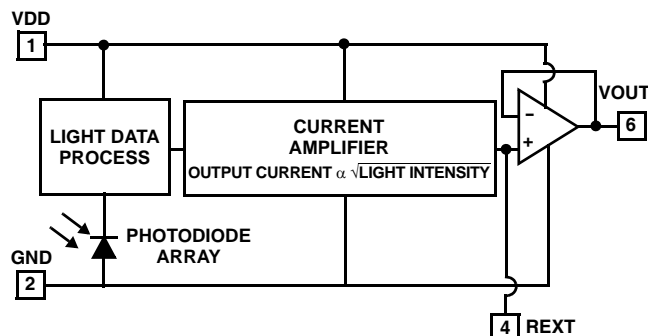 VDD
1
LIGHT DATA
PROCESS
CURRENT
AMPLIFIER
OUTPUT CURRENT α √LIGHT INTENSITY
-
+
VOUT
6
PHOTODIODE
ARRAY
GND
2
4 REXT